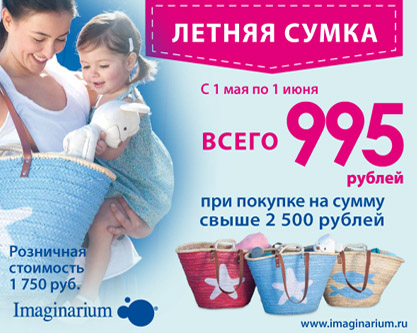 ЛЕТНЯЯ СУМКА
С 1 мая по 1 июня
ВСЕГО 995
рублей
при покупке на сумму
свыше 2 500 рублей
Розничная
стоимость
1 750 руб.
Imaginarium
www.imaginarium.ru